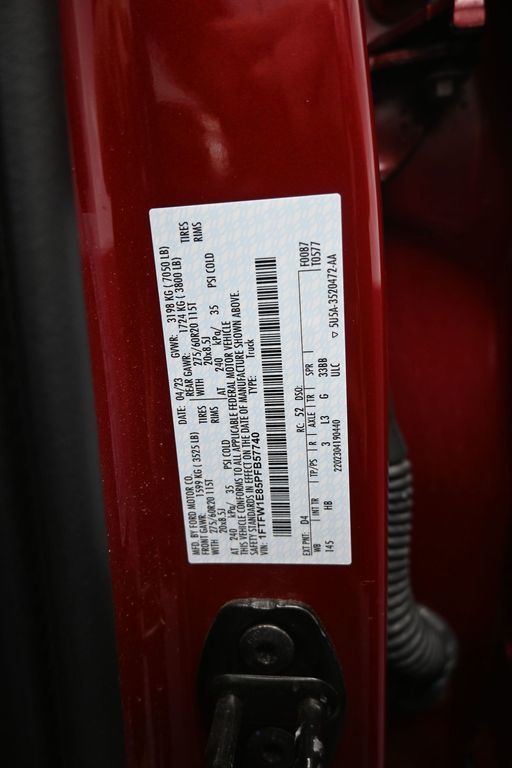 MFD. BY FORD MOTOR CO. DATE: 04/23 GVWR: 3198 KG ( 7050 LB)
FRONT GAWR: 1599 KG ( 3525 LB) REAR GAWR: 1724 KG ( 3800 LB)
WITH 275/60R20 115T TIRES WITH 275/60R20 115T TIRES
20x8.5J RIMS 20x8.5J RIMS
AT 240 kPa/ 35 PSI COLD AT 240 kPa/ 35 PSI COLD
THIS VEHICLE CONFORMS TO ALL APPLICABLE FEDERAL MOTOR VEHICLE
SAFETY STANDARDS IN EFFECT ON THE DATE OF MANUFACTURE SHOWN ABOVE.
VIN: 1FTFW1E85PFB57740 TYPE: Truck
EXT PNT: D4 RC: 52 DSO: F0087
WB INT TR TP/PS R AXLE TR SPR T0577
145 HB 3 L3 G 33BB
2202304190440 ULC ▽ 5U5A-3520472-AA